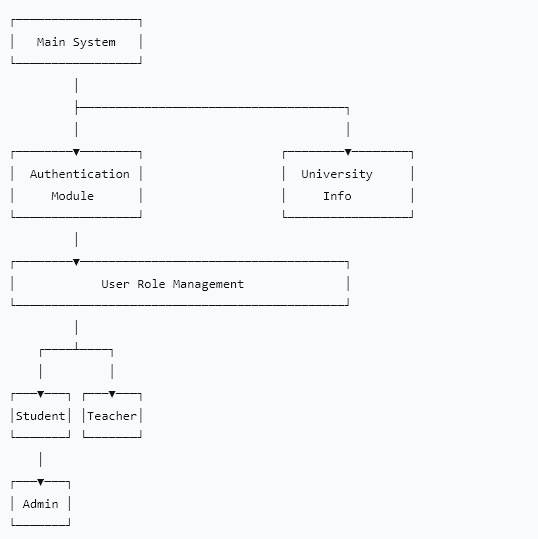 Main System
Authentication University
Module Info
User Role Management
Student Teacher
Admin